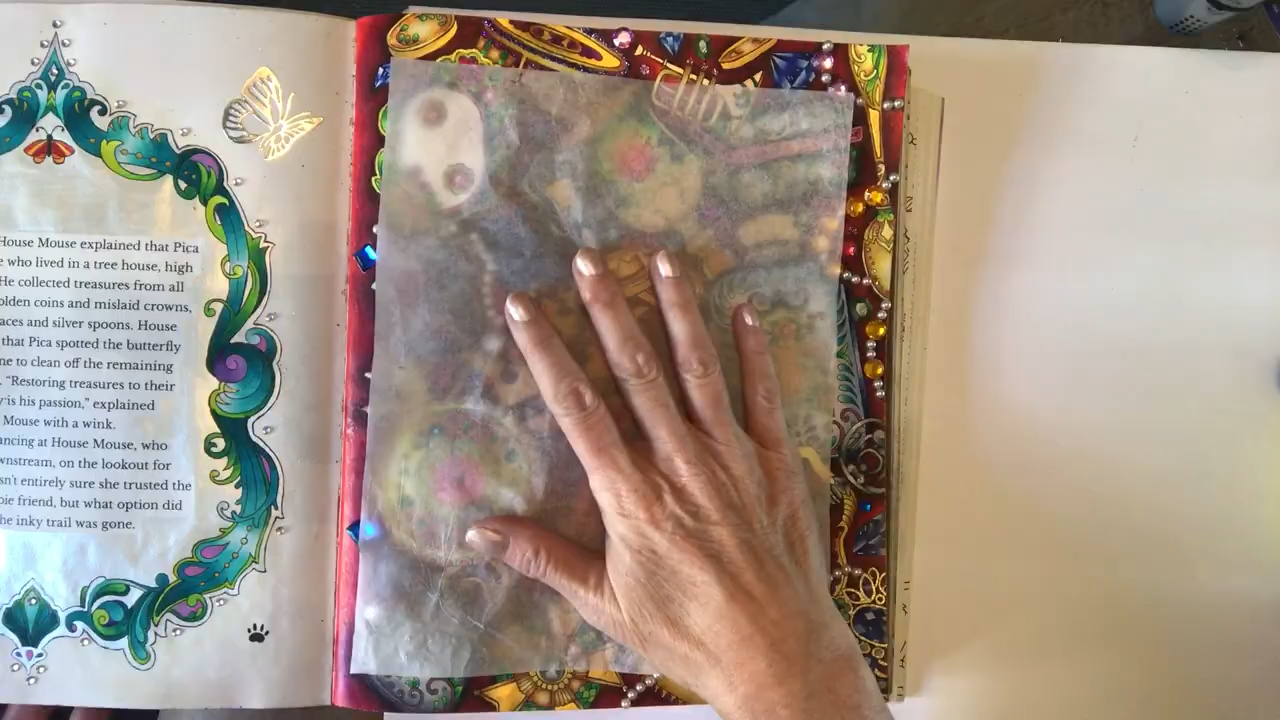 House Mouse explained that Pica
e who lived in a tree house, high
He collected treasures from all
olden coins and mislaid crowns,
aces and silver spoons. House
that Pica spotted the butterfly
ne to clean off the remaining
. “Restoring treasures to their
y is his passion,” explained
Mouse with a wink.
ancing at House Mouse, who
wnstream, on the lookout for
sn't entirely sure she trusted the
pie friend, but what option did
he inky trail was gone.